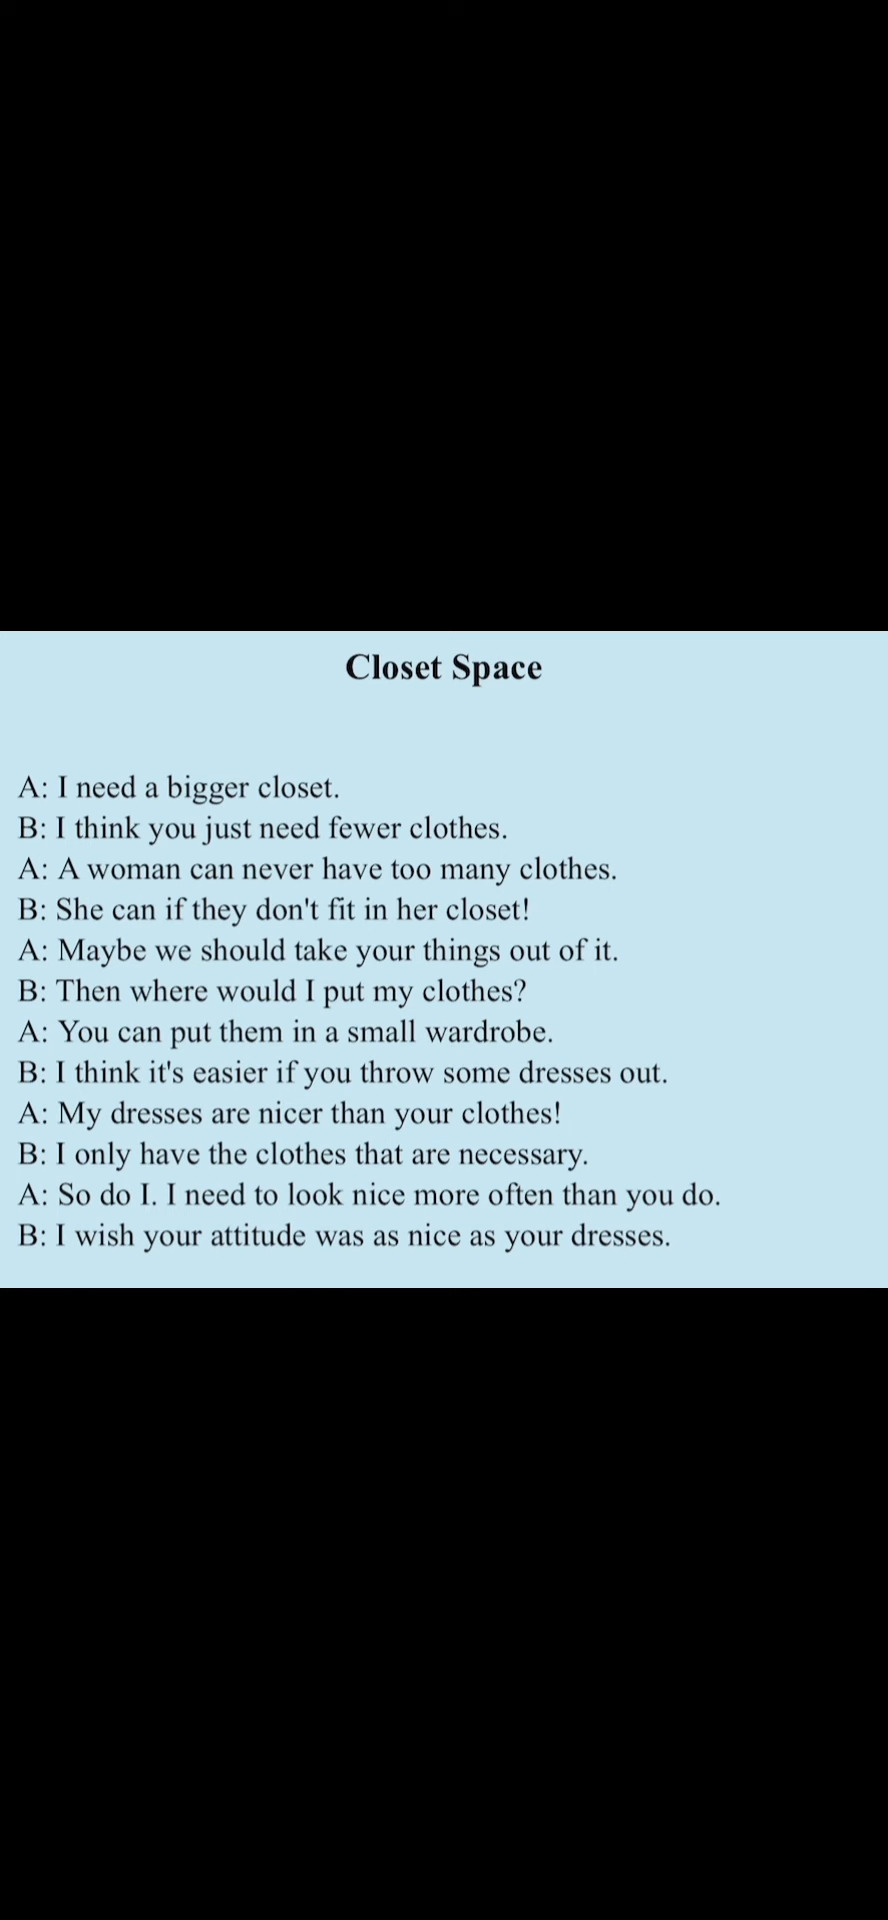 Closet Space
A: I need a bigger closet.
B: I think you just need fewer clothes.
A: A woman can never have too many clothes.
B: She can if they don't fit in her closet!
A: Maybe we should take your things out of it.
B: Then where would I put my clothes?
A: You can put them in a small wardrobe.
B: I think it's easier if you throw some dresses out.
A: My dresses are nicer than your clothes!
B: I only have the clothes that are necessary.
A: So do I. I need to look nice more often than you do.
B: I wish your attitude was as nice as your dresses.